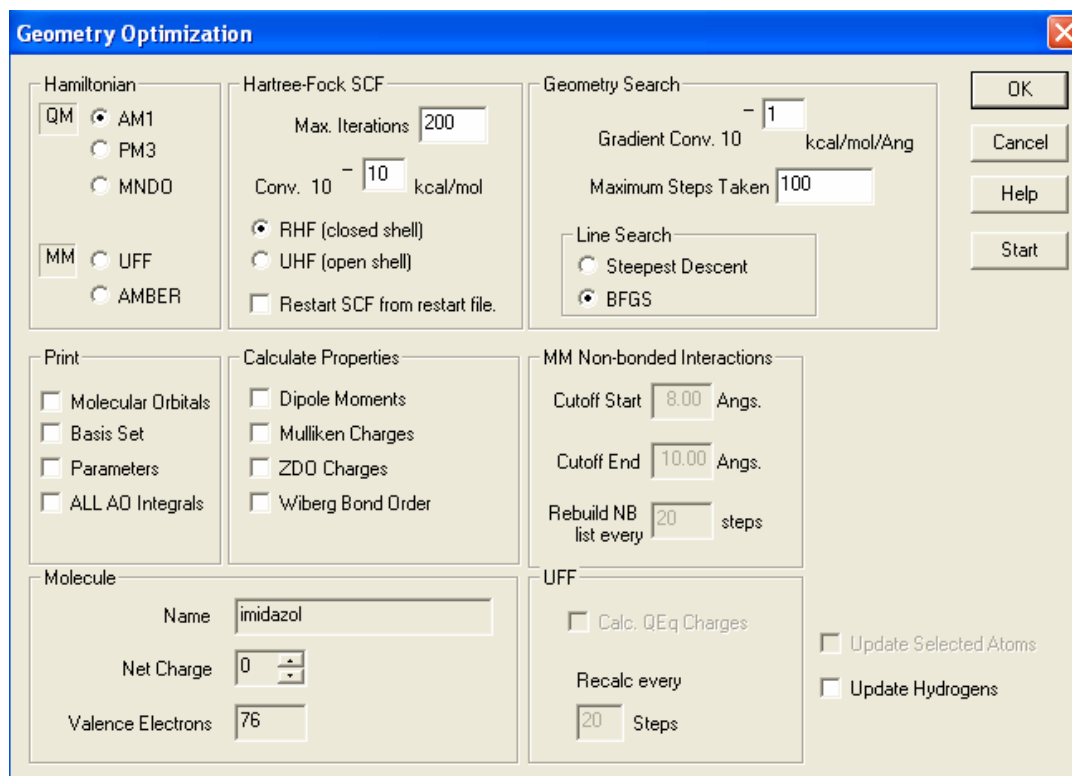 Geometry Optimization
Hamiltonian
QM
AM1
PM3
MNDO
MM
UFF
AMBER
Hartree-Fock SCF
Max. Iterations 200
Conv. 10 - 10 kcal/mol
RHF (closed shell)
UHF (open shell)
Restart SCF from restart file.
Geometry Search
Gradient Conv. 10 - 1 kcal/mol/Ang
Maximum Steps Taken 100
Line Search
Steepest Descent
BFGS
OK
Cancel
Help
Start
Print
Molecular Orbitals
Basis Set
Parameters
ALL AO Integrals
Calculate Properties
Dipole Moments
Mulliken Charges
ZDO Charges
Wiberg Bond Order
MM Non-bonded Interactions
Cutoff Start 8.00 Angs.
Cutoff End 10.00 Angs.
Rebuild NB
list every 20 steps
Molecule
Name imidazol
Net Charge 0
Valence Electrons 76
UFF
Calc. QEq Charges
Recalc every
20 Steps
Update Selected Atoms
Update Hydrogens